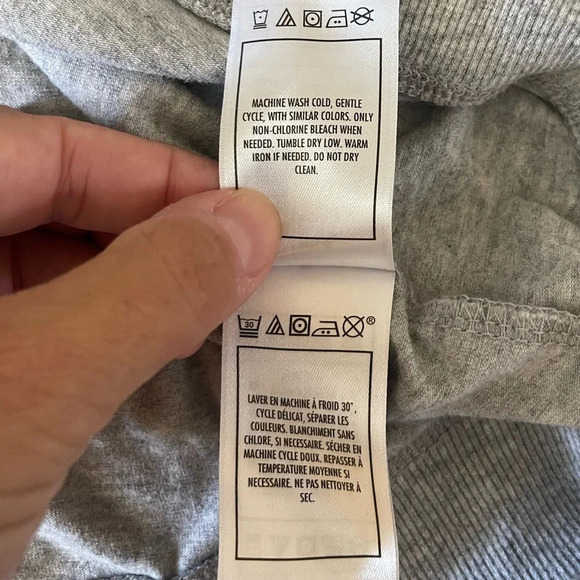 MACHINE WASH COLD, GENTLE
CYCLE, WITH SIMILAR COLORS. ONLY
NON-CHLORINE BLEACH WHEN
NEEDED. TUMBLE DRY LOW. WARM
IRON IF NEEDED. DO NOT DRY
CLEAN.
30 ®
LAVER EN MACHINE À FROID 30°,
CYCLE DÉLICAT, SÉPARER LES
COULEURS. BLANCHIMENT SANS
CHLORE, SI NECESSAIRE. SÉCHER EN
MACHINE CYCLE DOUX. REPASSER À
TEMPERATURE MOYENNE SI
NECESSAIRE. NE PAS NETTOYER À
SEC.